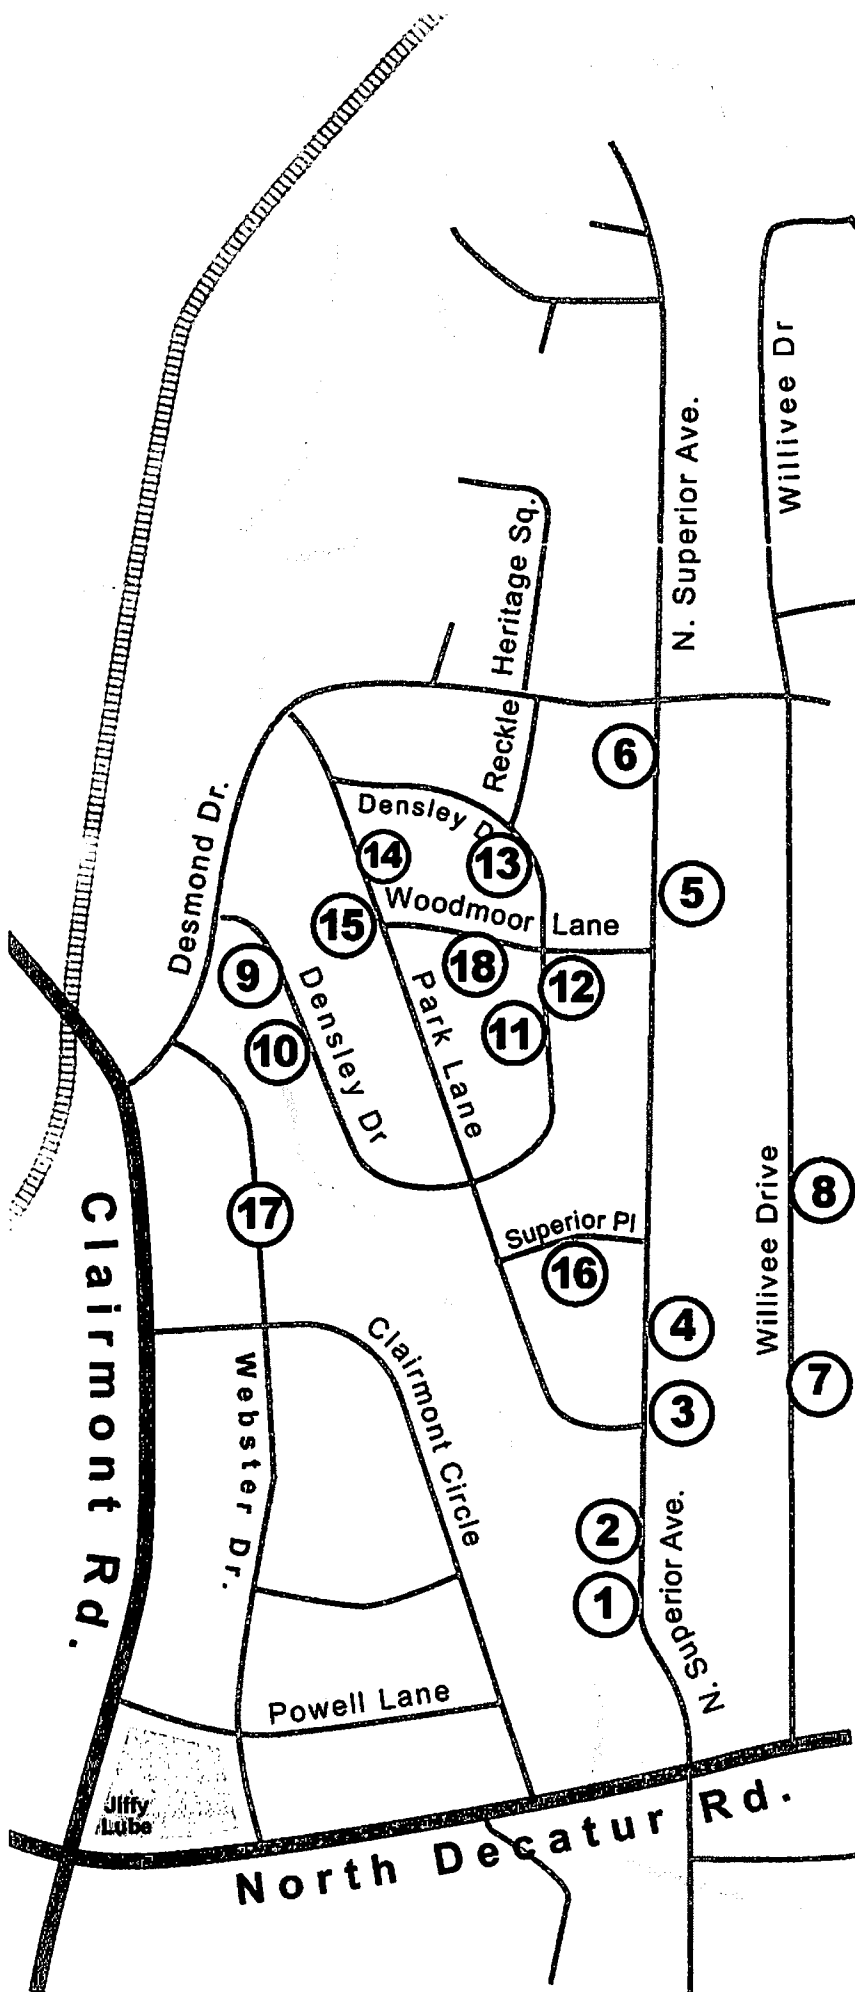 Willivee Dr
N. Superior Ave.
Heritage Sq.
Reckle
6
Desmond Dr.
Densley D
14
13
5
Woodmoor Lane
15
9
18
12
Densley Dr
Park Lane
11
10
Willivee Drive
8
17
Superior Pl
16
Clairmont Rd.
4
Clairmont Circle
7
Webster Dr.
3
2
N. Superior Ave.
1
Powell Lane
Jiffy
Lube
North Decatur Rd.